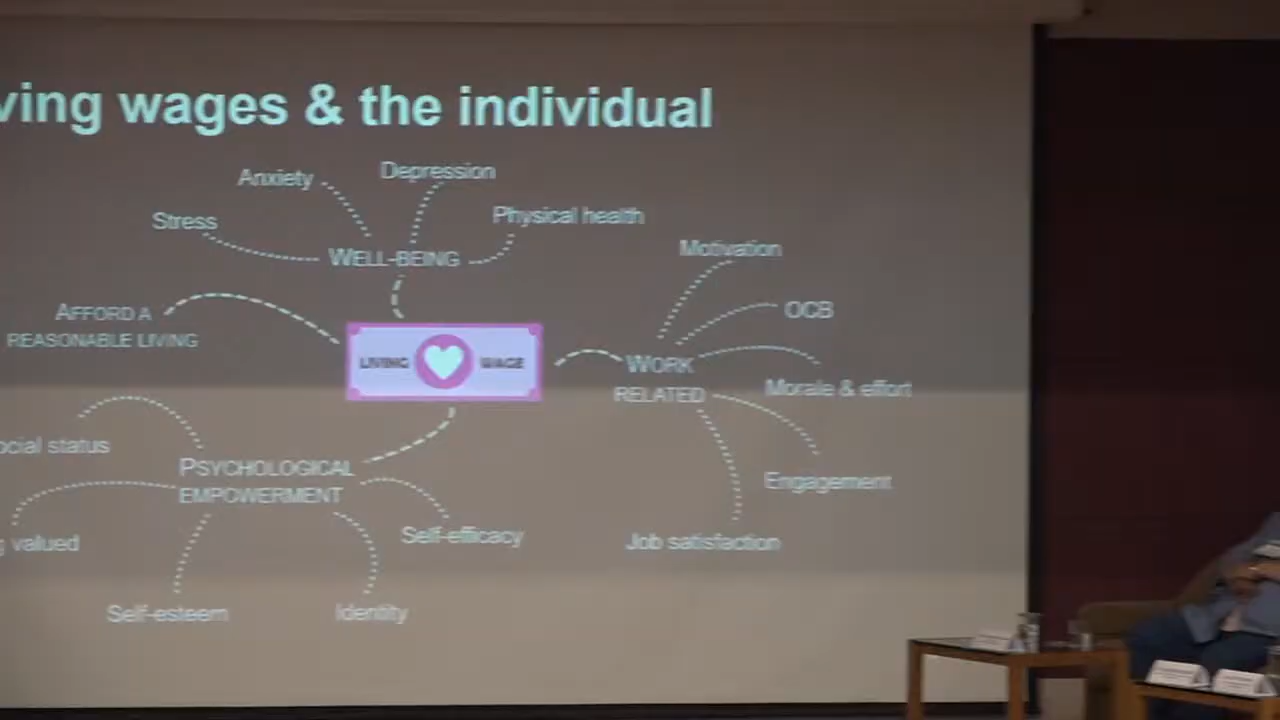 ving wages & the individual
Anxiety
Depression
Stress
Physical health
WELL-BEING
Motivation
AFFORD A
REASONABLE LIVING
OCB
LIVING WAGE
WORK
RELATED
Morale & effort
ocial status
PSYCHOLOGICAL
EMPOWERMENT
Engagement
g valued
Self-efficacy
Job satisfaction
Self-esteem
Identity